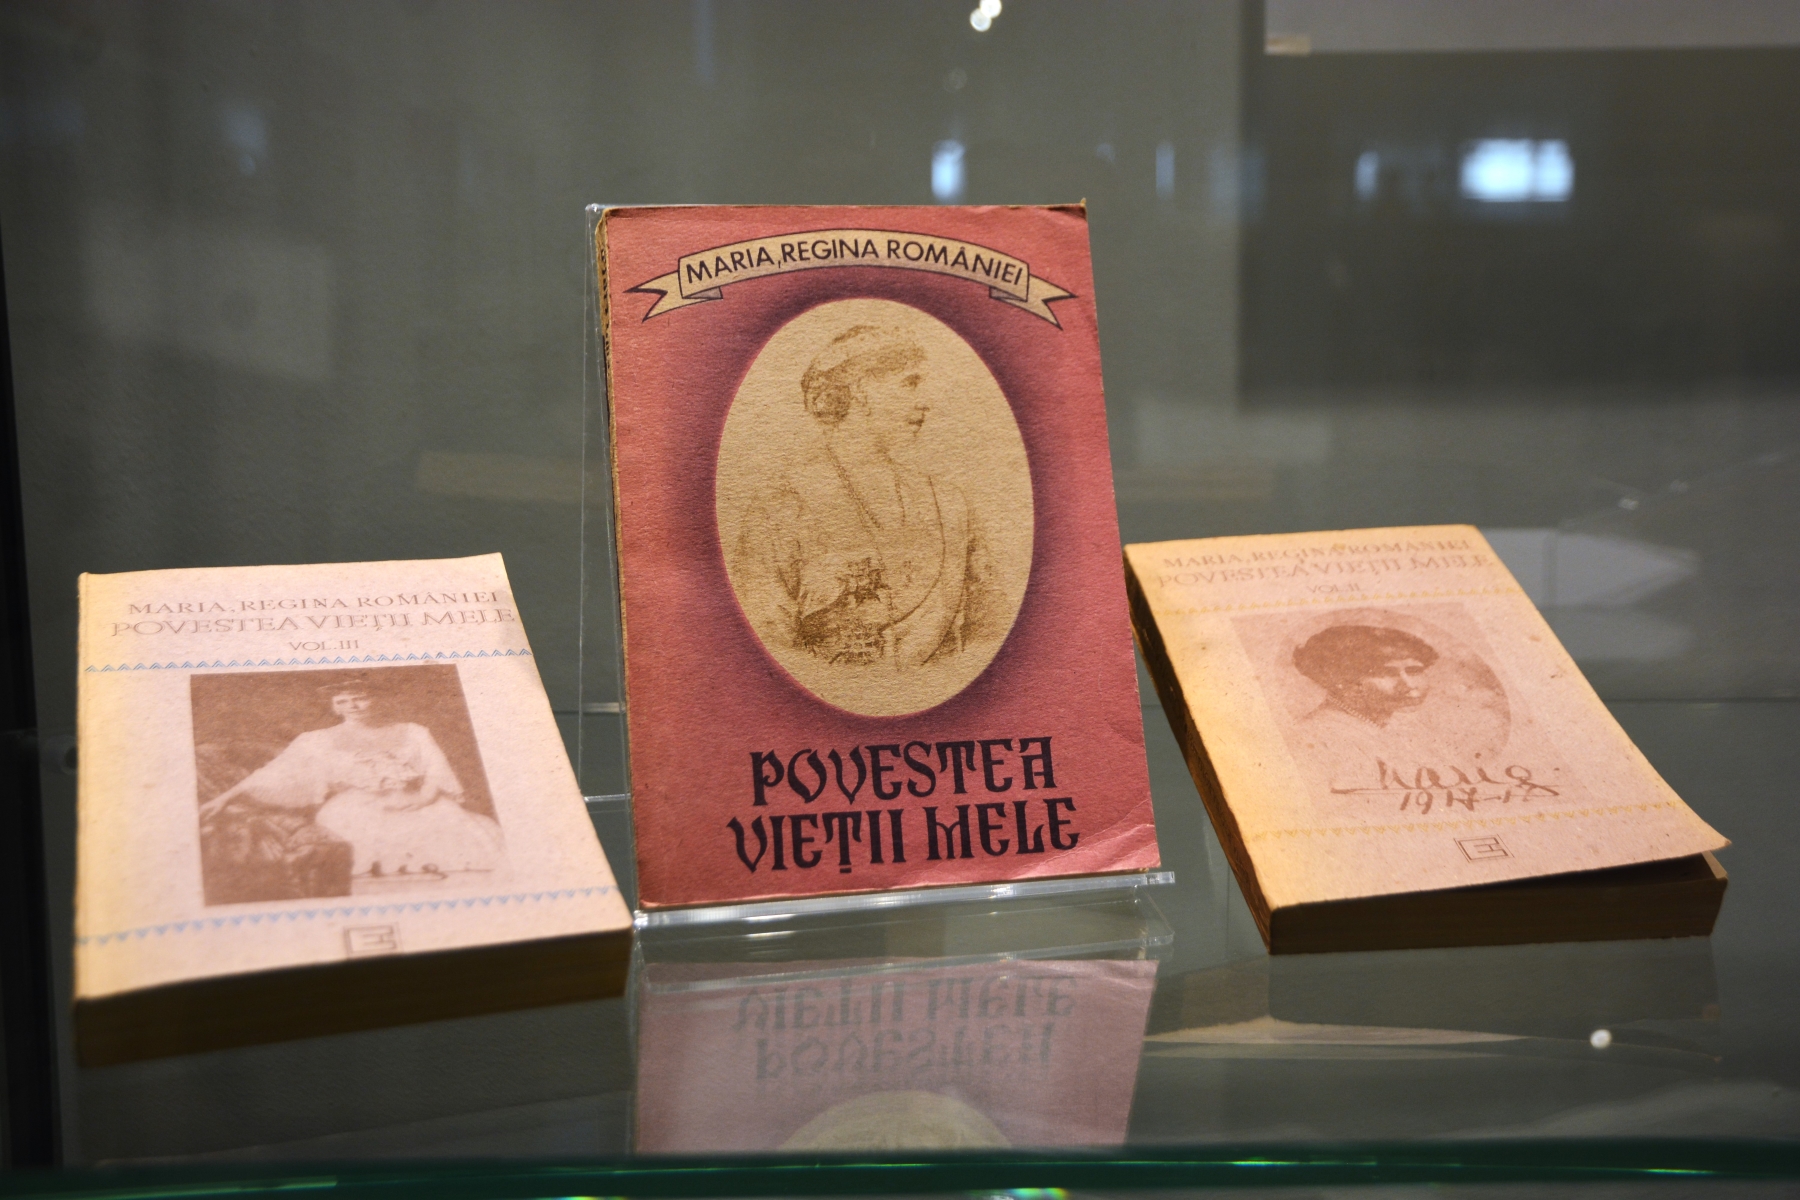 MARIA, REGINA ROMÂNIEI
POVESTEA VIEȚII MELE
VOL. III
MARIA, REGINA ROMÂNIEI
POVESTEA
VIEȚII MELE
MARIA, REGINA ROMÂNIEI
POVESTEA VIEȚII MELE
VOL. II
Maria